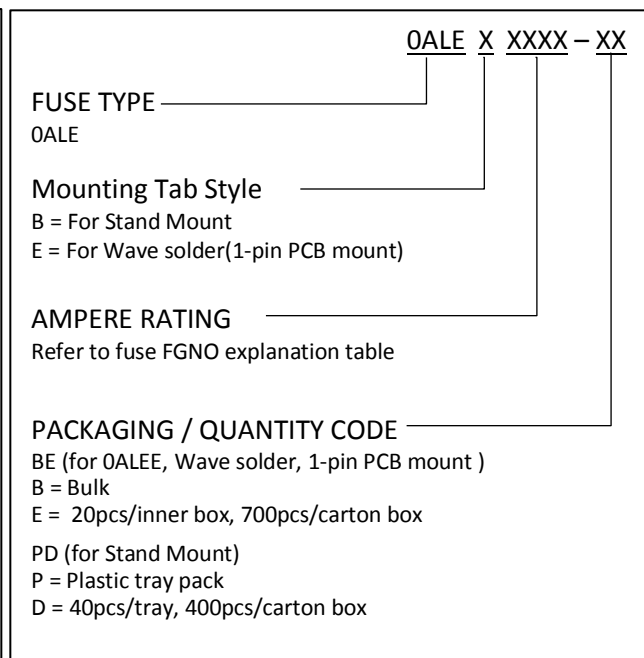 0ALE X XXXX – XX
FUSE TYPE
0ALE
Mounting Tab Style
B = For Stand Mount
E = For Wave solder(1-pin PCB mount)
AMPERE RATING
Refer to fuse FGNO explanation table
PACKAGING / QUANTITY CODE
BE (for 0ALEE, Wave solder, 1-pin PCB mount )
B = Bulk
E = 20pcs/inner box, 700pcs/carton box
PD (for Stand Mount)
P = Plastic tray pack
D = 40pcs/tray, 400pcs/carton box